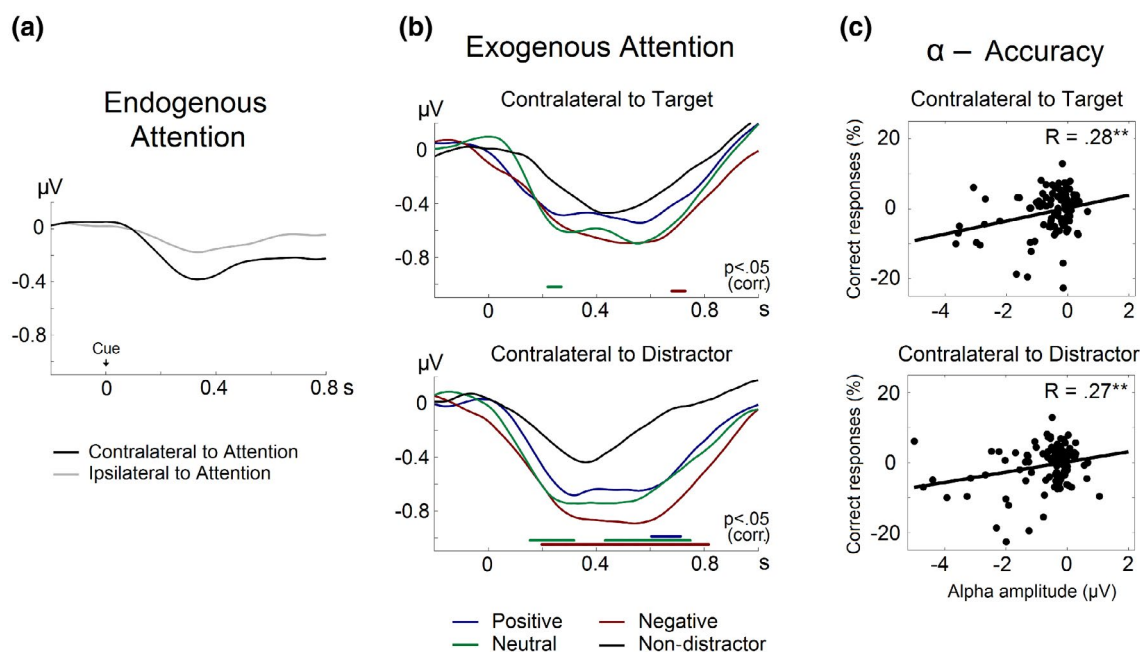 (a)
Endogenous
Attention
µV
0
-0.4
-0.8
Cue
0
0.4
0.8 s
Contralateral to Attention
Ipsilateral to Attention
(b)
Exogenous Attention
Contralateral to Target
µV
0
-0.4
-0.8
p<.05
(corr.)
0
0.4
s
Contralateral to Distractor
µV
0
-0.4
-0.8
p<.05
(corr.)
0
0.4
s
Positive
Negative
Neutral
Non-distractor
(c)
α – Accuracy
Contralateral to Target
Correct responses (%)
20
0
-20
R = .28**
-4
-2
0
2
Contralateral to Distractor
Correct responses (%)
20
0
-20
R = .27**
-4
-2
0
2
Alpha amplitude (µV)